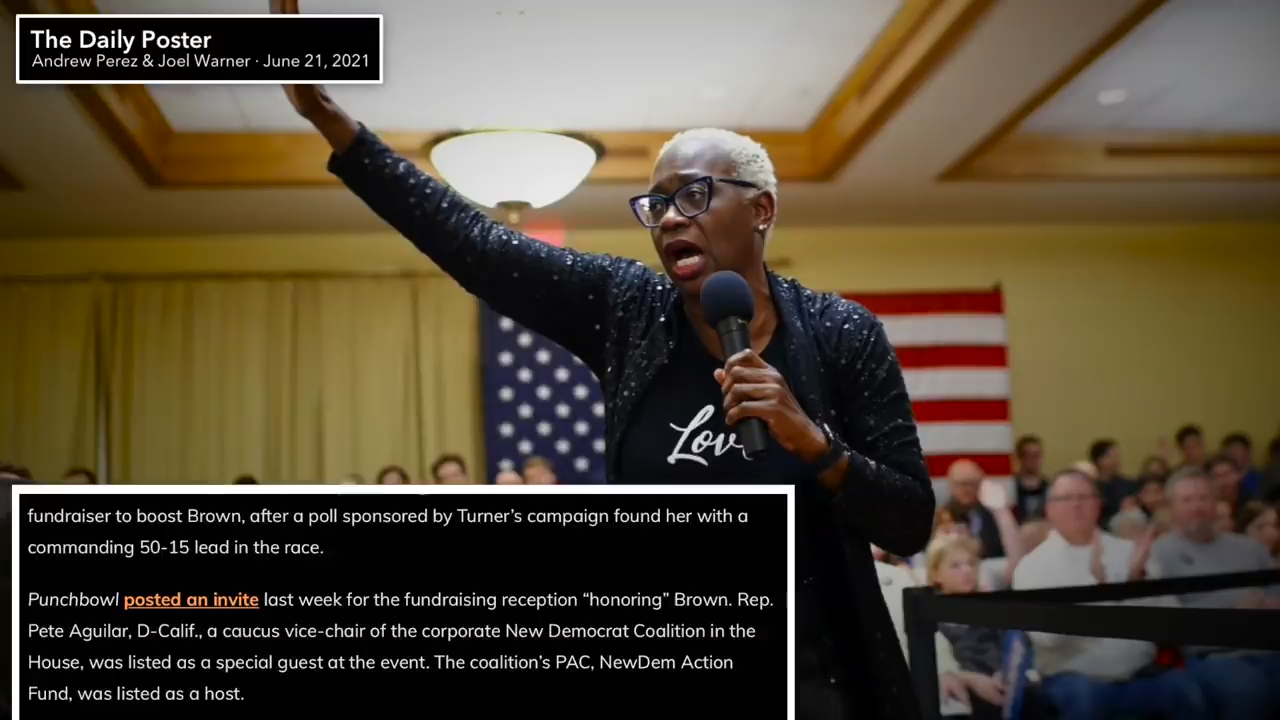 The Daily Poster
Andrew Perez & Joel Warner · June 21, 2021
fundraiser to boost Brown, after a poll sponsored by Turner’s campaign found her with a
commanding 50-15 lead in the race.
Punchbowl posted an invite last week for the fundraising reception “honoring” Brown. Rep.
Pete Aguilar, D-Calif., a caucus vice-chair of the corporate New Democrat Coalition in the
House, was listed as a special guest at the event. The coalition’s PAC, NewDem Action
Fund, was listed as a host.